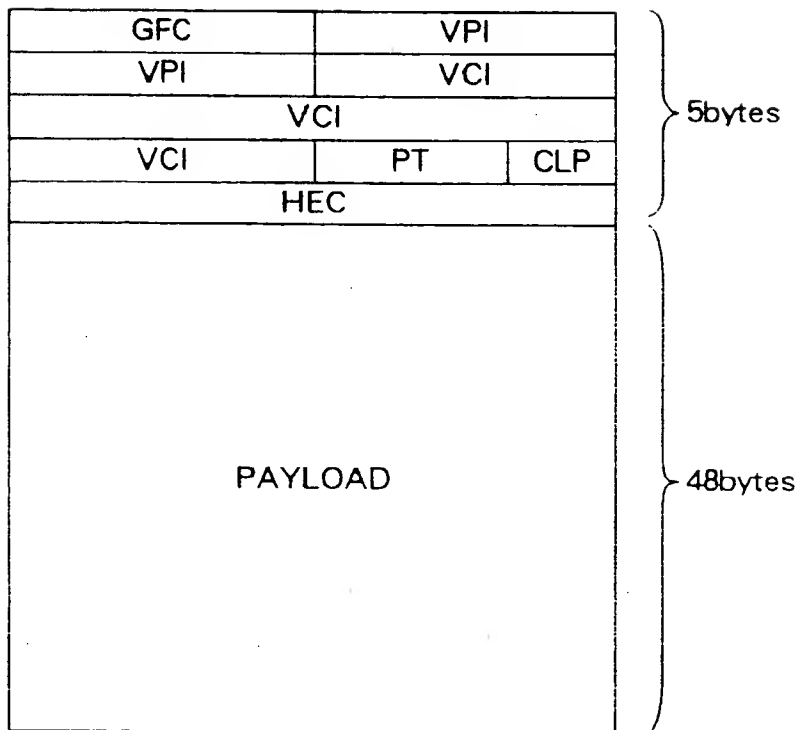 GFC VPI
VPI VCI
VCI
VCI PT CLP
HEC
5bytes
PAYLOAD
48bytes